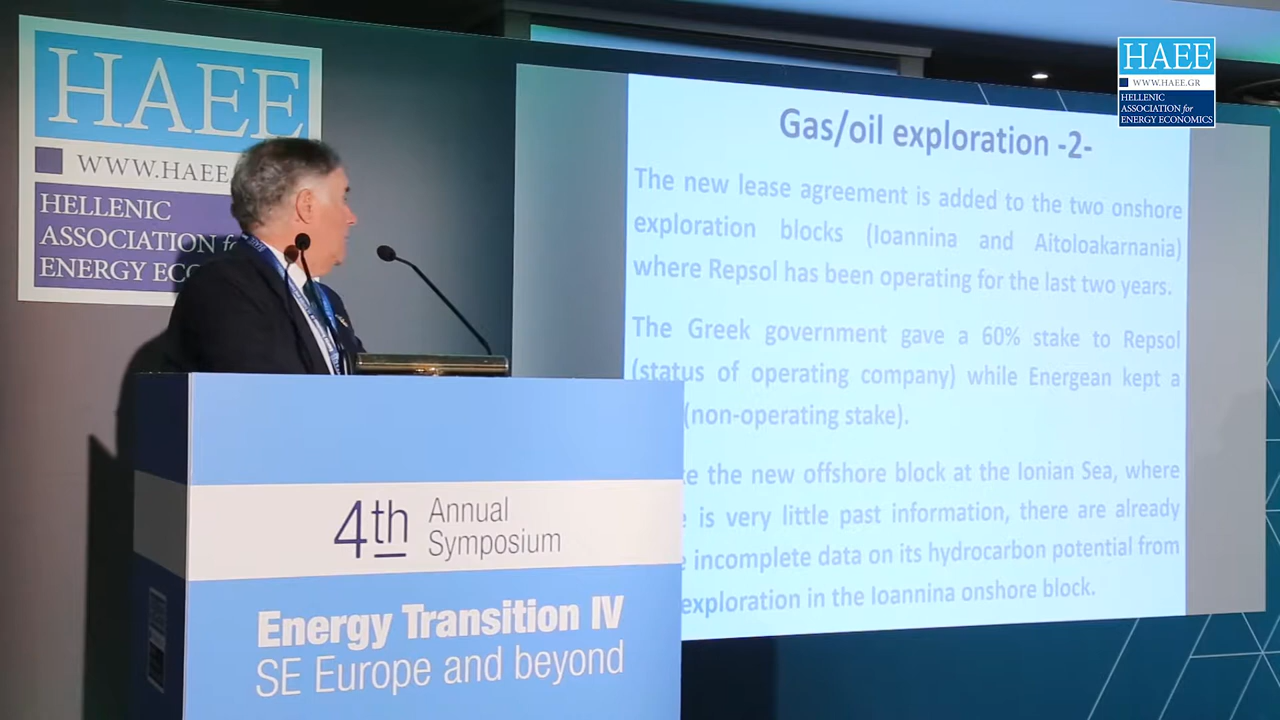 HAEE
WWW.HAEE
HELLENIC
ASSOCIATION
ENERGY
HAEE
WWW.HAEE.GR
HELLENIC
ASSOCIATION for
ENERGY ECONOMICS
Gas/oil exploration -2-
The new lease agreement is added to the two onshore
exploration blocks (Ioannina and Aitoloakarnania)
where Repsol has been operating for the last two years.
The Greek government gave a 60% stake to Repsol
(status of operating company) while Energean kept a
(non-operating stake).
the new offshore block at the Ionian Sea, where
is very little past information, there are already
incomplete data on its hydrocarbon potential from
exploration in the Ioannina onshore block.
4th
Annual
Symposium
Energy Transition IV
SE Europe and beyond